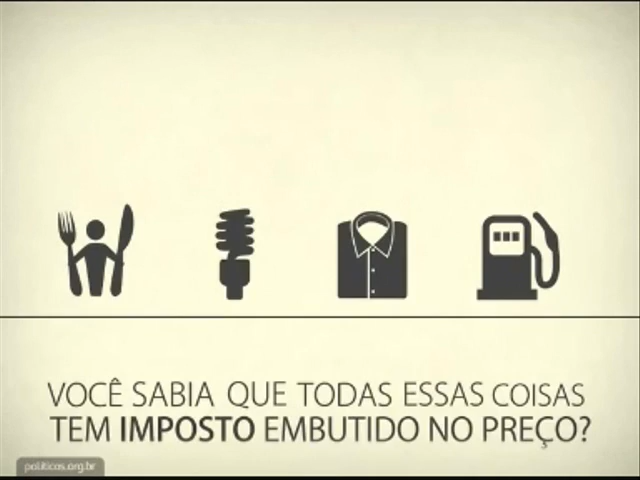 VOCÊ SABIA QUE TODAS ESSAS COISAS
TEM IMPOSTO EMBUTIDO NO PREÇO?
politicos.org.br